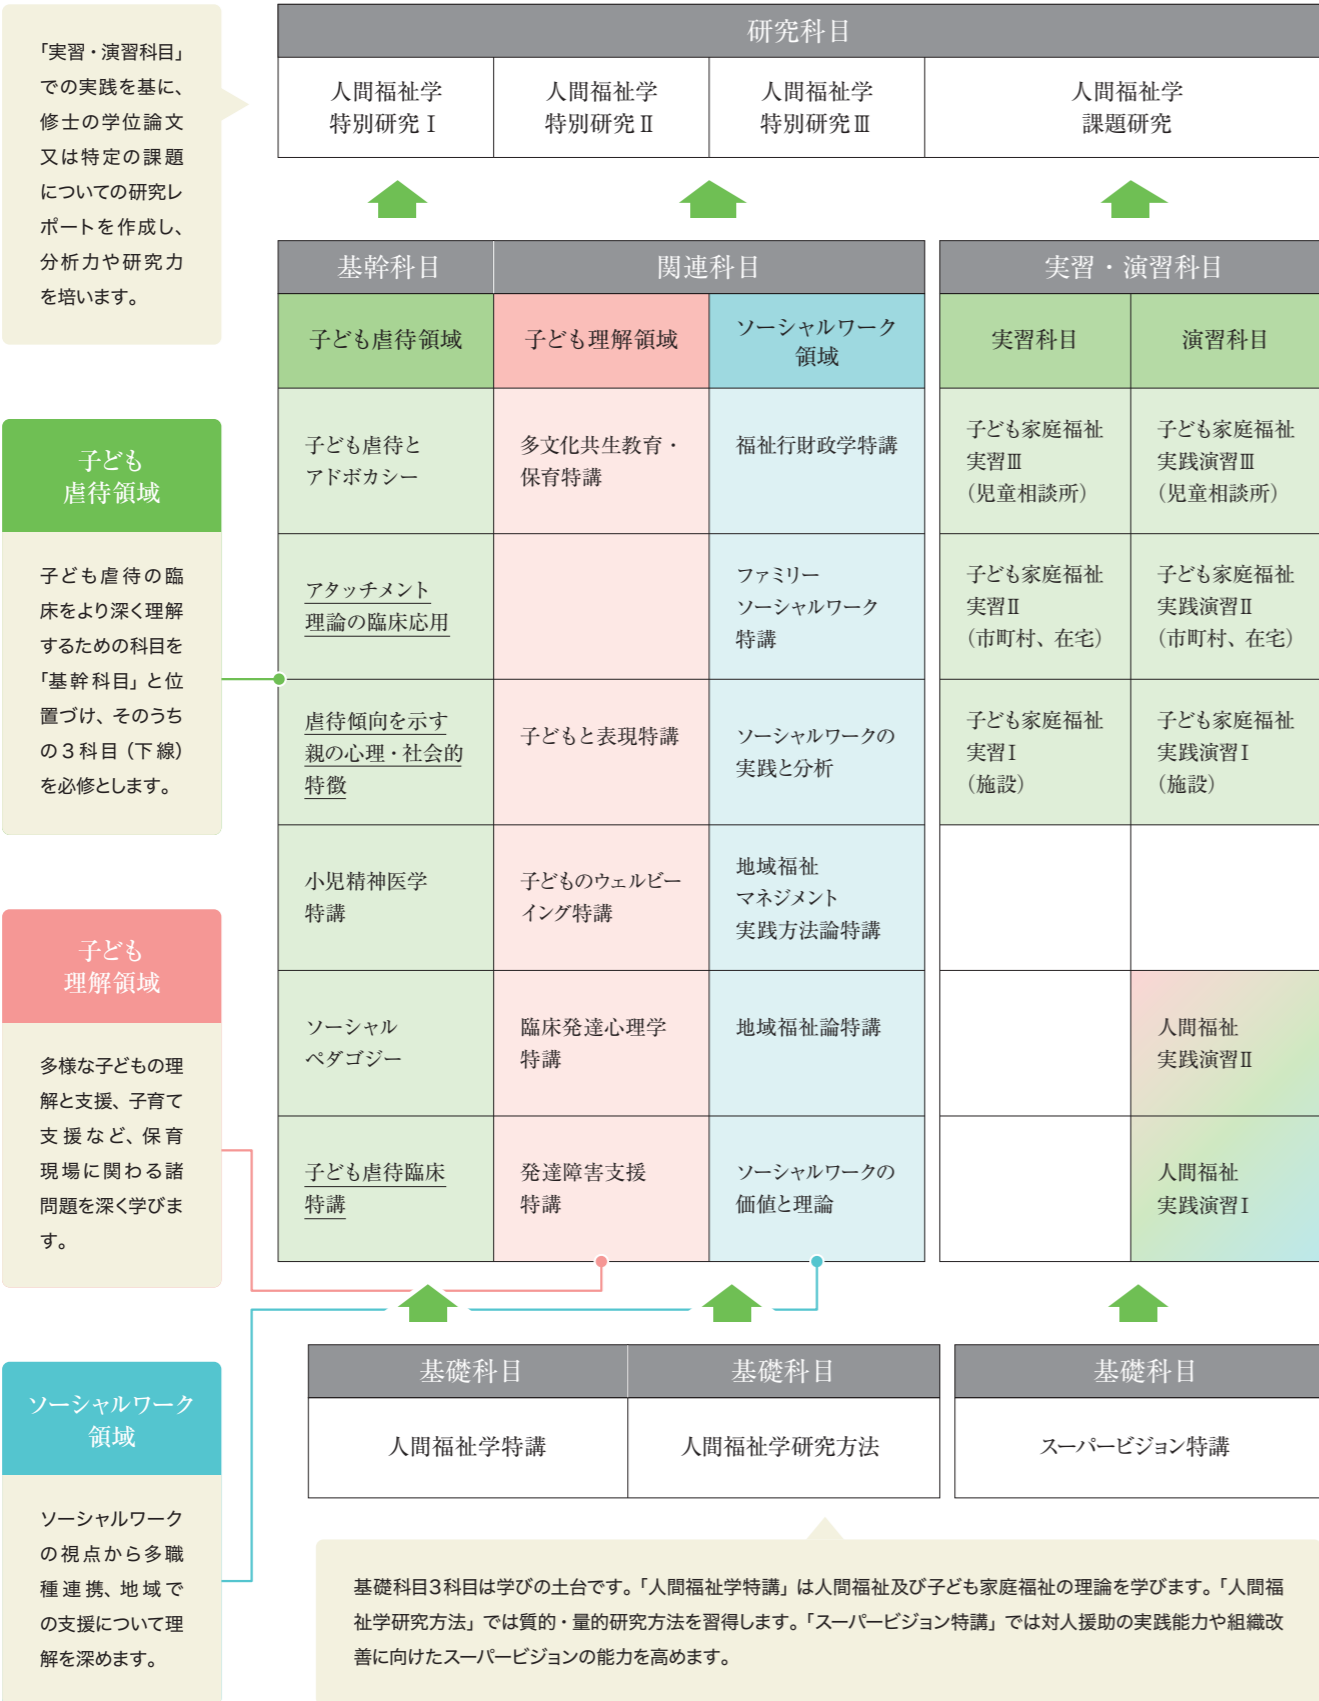 「実習・演習科目」
での実践を基に、
修士の学位論文
又は特定の課題
についての研究レ
ポートを作成し、
分析力や研究力
を培います。
研究科目
人間福祉学
特別研究Ⅰ
人間福祉学
特別研究Ⅱ
人間福祉学
特別研究Ⅲ
人間福祉学
課題研究
子ども
虐待領域
子ども虐待の臨
床をより深く理解
するための科目を
「基幹科目」と位
置づけ、そのうち
の3科目(下線)
を必修とします。
子ども
理解領域
多様な子どもの理
解と支援、子育て
支援など、保育
現場に関わる諸
問題を深く学びま
す。
ソーシャルワーク
領域
ソーシャルワーク
の視点から多職
種連携、地域で
の支援について理
解を深めます。
基幹科目
子ども虐待領域
子ども虐待と
アドボカシー
アタッチメント
理論の臨床応用
虐待傾向を示す
親の心理・社会的
特徴
小児精神医学
特講
ソーシャル
ペダゴジー
子ども虐待臨床
特講
関連科目
子ども理解領域
多文化共生教育・
保育特講
子どもと表現特講
子どものウェルビー
イング特講
臨床発達心理学
特講
発達障害支援
特講
ソーシャルワーク
領域
福祉行財政学特講
ファミリー
ソーシャルワーク
特講
ソーシャルワークの
実践と分析
地域福祉
マネジメント
実践方法論特講
地域福祉論特講
ソーシャルワークの
価値と理論
実習・演習科目
実習科目
子ども家庭福祉
実習Ⅲ
(児童相談所)
子ども家庭福祉
実習Ⅱ
(市町村、在宅)
子ども家庭福祉
実習Ⅰ
(施設)
演習科目
子ども家庭福祉
実践演習Ⅲ
(児童相談所)
子ども家庭福祉
実践演習Ⅱ
(市町村、在宅)
子ども家庭福祉
実践演習Ⅰ
(施設)
人間福祉
実践演習Ⅱ
人間福祉
実践演習Ⅰ
基礎科目
人間福祉学特講
基礎科目
人間福祉学研究方法
基礎科目
スーパービジョン特講
基礎科目3科目は学びの土台です。「人間福祉学特講」は人間福祉及び子ども家庭福祉の理論を学びます。「人間福
祉学研究方法」では質的・量的研究方法を習得します。「スーパービジョン特講」では対人援助の実践能力や組織改
善に向けたスーパービジョンの能力を高めます。